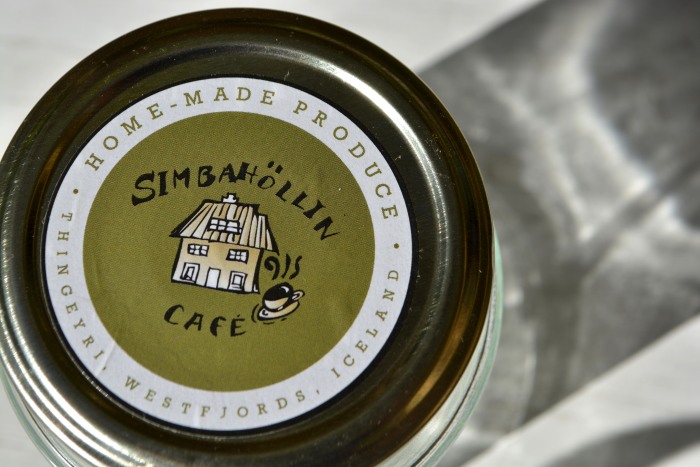 HOME-MADE PRODUCE
SIMBAHÖLLIN
CAFÉ
THINGEYRI, WESTFJORDS, ICELAND